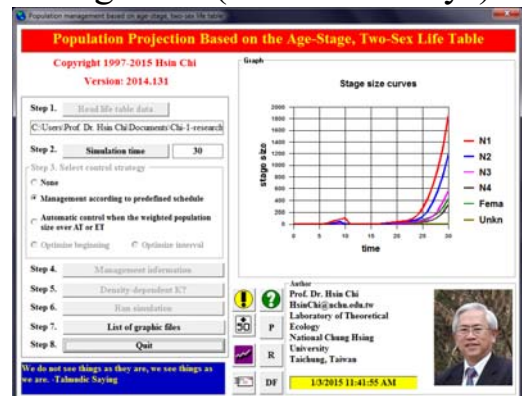 Population management based on age-stage, two-sex life table
Population Projection Based on the Age-Stage, Two-Sex Life Table
Copyright 1997-2015 Hsin Chi
Version: 2014.131
Step 1. Read life table data
C:\Users\Prof. Dr. Hsin Chi\Documents\Chi-1-research
Step 2. Simulation time 30
Step 3. Select control strategy
None
Management according to predefined schedule
Automatic control when the weighted population
size over AT or ET
Optimize beginning Optimize interval
Step 4. Management information
Step 5. Density-dependent K?
Step 6. Run simulation
Step 7. List of graphic files
Step 8. Quit
We do not see things as they are, we see things as
we are. -Talmudic Saying
Graph
Stage size curves
stage size
2000
1800
1600
1400
1200
1000
800
600
400
200
0
0 5 10 15 20 25 30
time
N1
N2
N3
N4
Fema
Unkn
! ?
50 P
R
DF
Author
Prof. Dr. Hsin Chi
HsinChi@nchu.edu.tw
Laboratory of Theoretical
Ecology
National Chung Hsing
University
Taichung, Taiwan
1/3/2015 11:41:55 AM